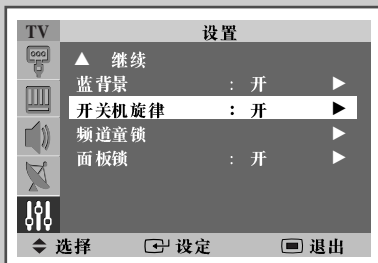 TV 设置
▲ 继续
蓝背景 : 开 ▶
开关机旋律 : 开 ▶
频道童锁 ▶
面板锁 : 开 ▶
选择 设定 退出